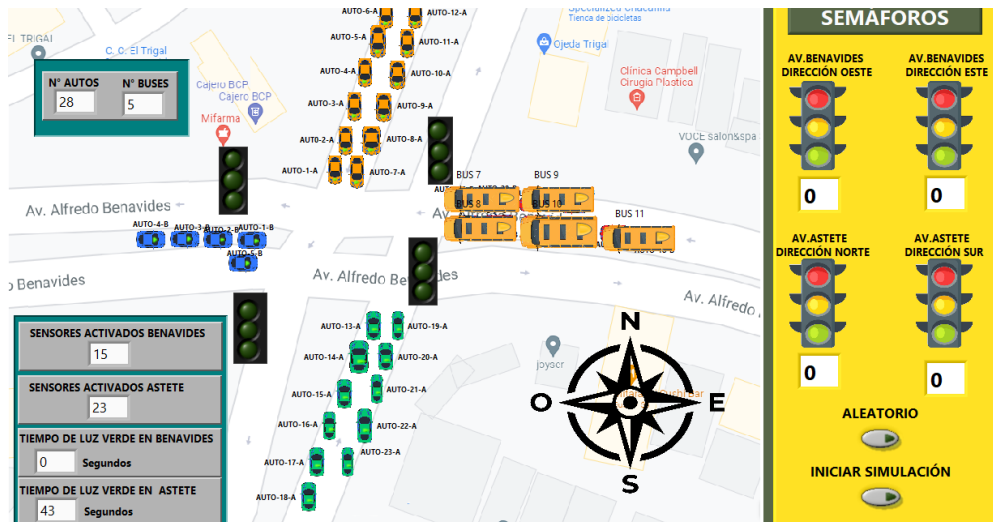 EL TRIGAL
C. C. El Trigal
N° AUTOS
28
N° BUSES
5
Cajero BCP
Cajero BCP
Mifarma
AUTO-6-A
AUTO-12-A
AUTO-5-A
AUTO-11-A
AUTO-4-A
AUTO-10-A
AUTO-3-A
AUTO-9-A
AUTO-2-A
AUTO-8-A
AUTO-1-A
AUTO-7-A
Tienda de bicicletas
Ojeda Trigal
Clínica Campbell
Cirugia Plastica
VOCE salon&spa
BUS 7
BUS 9
BUS 8
BUS 10
BUS 11
Av. Alfredo Benavides
AUTO-4-B
AUTO-3-B
AUTO-2-B
AUTO-1-B
AUTO-5-B
Benavides
Av. Alfredo Benavides
Av. Alfredo
SENSORES ACTIVADOS BENAVIDES
15
SENSORES ACTIVADOS ASTETE
23
TIEMPO DE LUZ VERDE EN BENAVIDES
0 Segundos
TIEMPO DE LUZ VERDE EN ASTETE
43 Segundos
AUTO-13-A
AUTO-19-A
AUTO-14-A
AUTO-20-A
AUTO-15-A
AUTO-21-A
AUTO-16-A
AUTO-22-A
AUTO-17-A
AUTO-23-A
AUTO-18-A
joyser
N
O
E
S
SEMÁFOROS
AV.BENAVIDES
DIRECCIÓN OESTE
0
AV.BENAVIDES
DIRECCIÓN ESTE
0
AV.ASTETE
DIRECCIÓN NORTE
0
AV.ASTETE
DIRECCIÓN SUR
0
ALEATORIO
INICIAR SIMULACIÓN